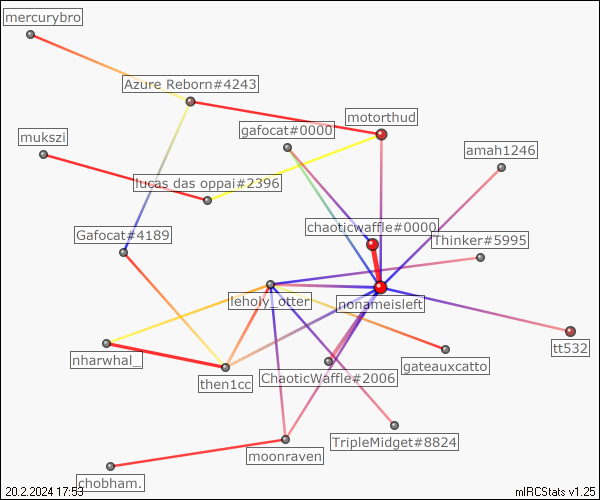 mercurybro
Azure Reborn#4243
motorthud
gafocat#0000
mukszi
amah1246
lucas das oppai#2396
chaoticwaffle#0000
Gafocat#4189
Thinker#5995
leholy_otter
nonameisleft
tt532
nharwhal_
gateauxcatto
then1cc
ChaoticWaffle#2006
TripleMidget#8824
moonraven
chobham.
20.2.2024 17:53
mIRCStats v1.25